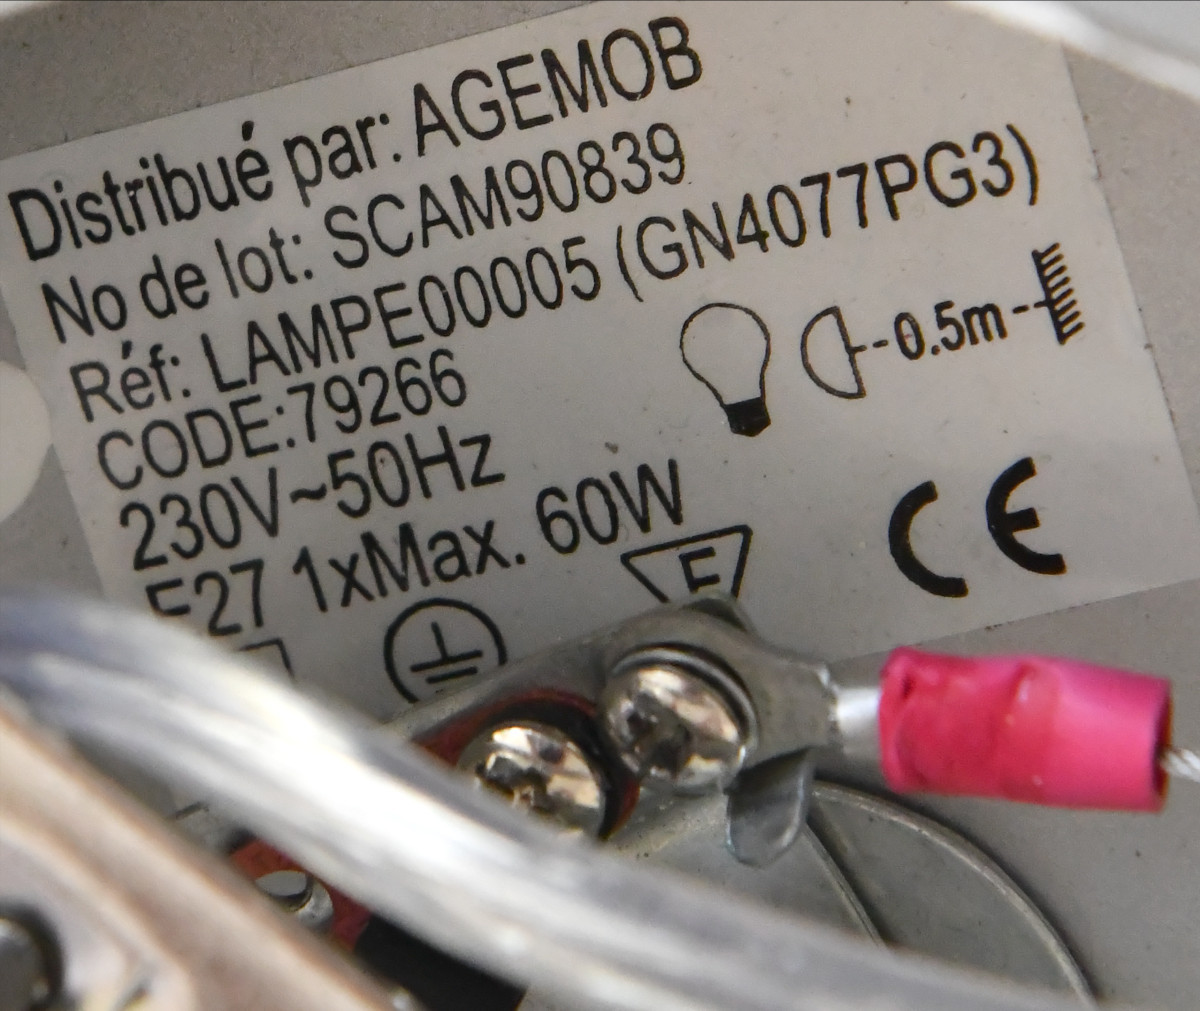 Distribué par: AGEMOB
No de lot: SCAM90839
Réf: LAMPE00005 (GN4077PG3)
CODE:79266
0.5m
230V~50Hz
E27 1xMax. 60W
F
CE